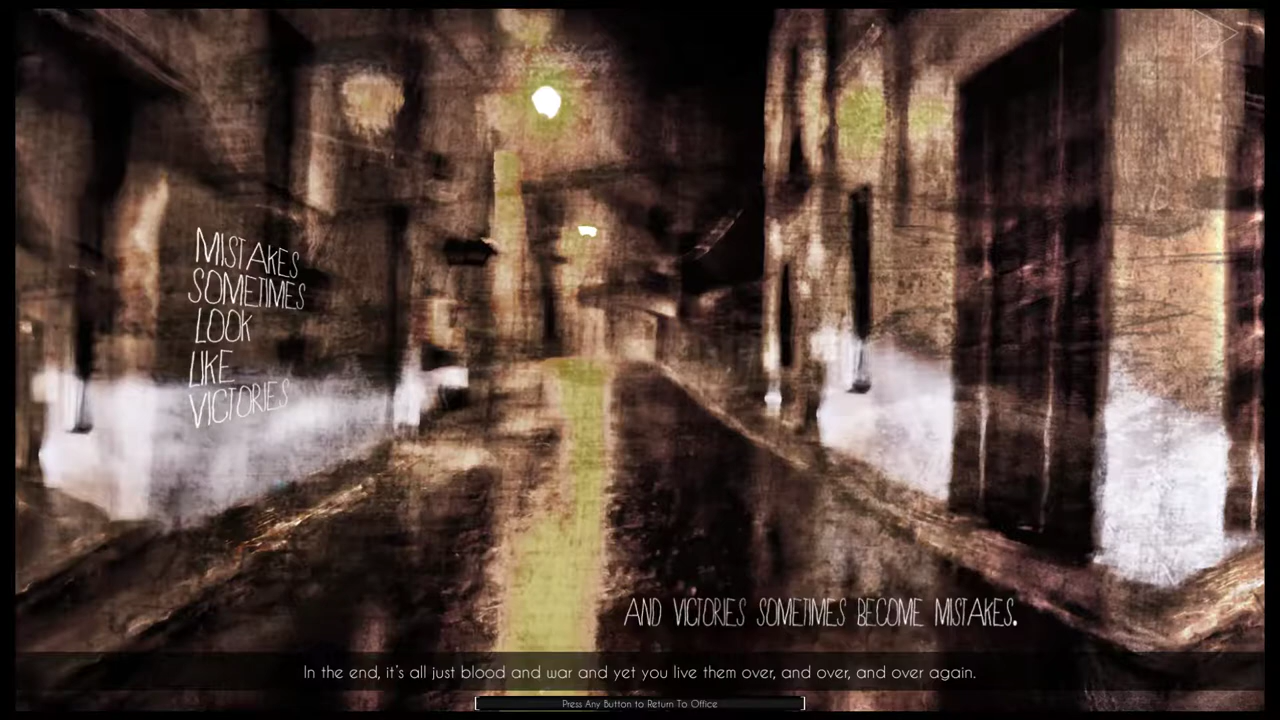 MISTAKES
SOMETIMES
LOOK
LIKE
VICTORIES
AND VICTORIES SOMETIMES BECOME MISTAKES.
In the end, it's all just blood and war and yet you live them over, and over, and over again.
Press Any Button to Return To Office